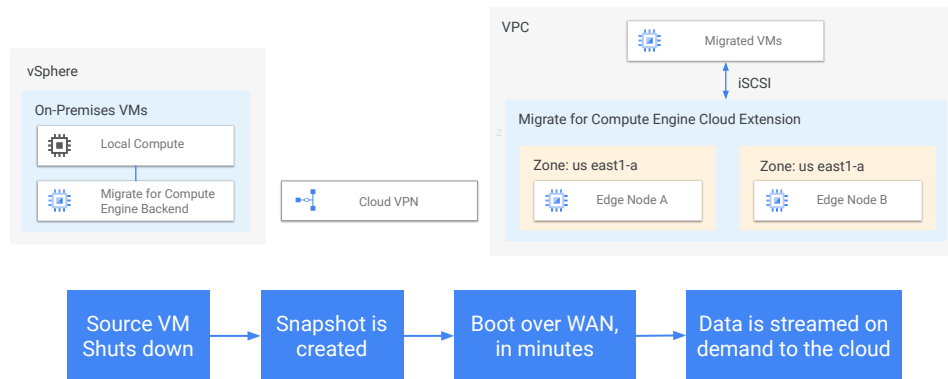 VPC
Migrated VMs
iSCSI
vSphere
On-Premises VMs
Local Compute
Migrate for Compute
Engine Backend
Cloud VPN
Migrate for Compute Engine Cloud Extension
z
Zone: us east1-a
Edge Node A
Zone: us east1-a
Edge Node B
Source VM
Shuts down
Snapshot is
created
Boot over WAN,
in minutes
Data is streamed on
demand to the cloud